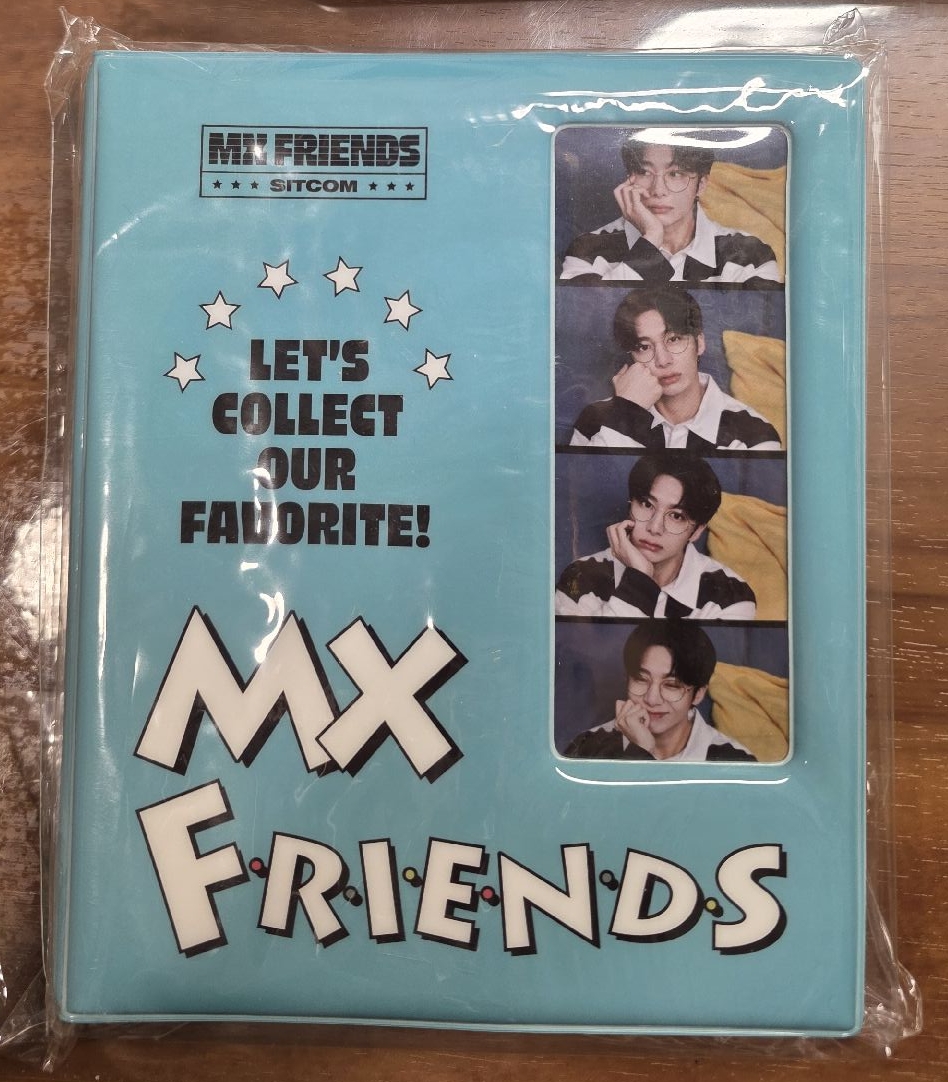 MX FRIENDS
SITCOM
LET'S
COLLECT
OUR
FAVORITE!
MX
FRIENDS